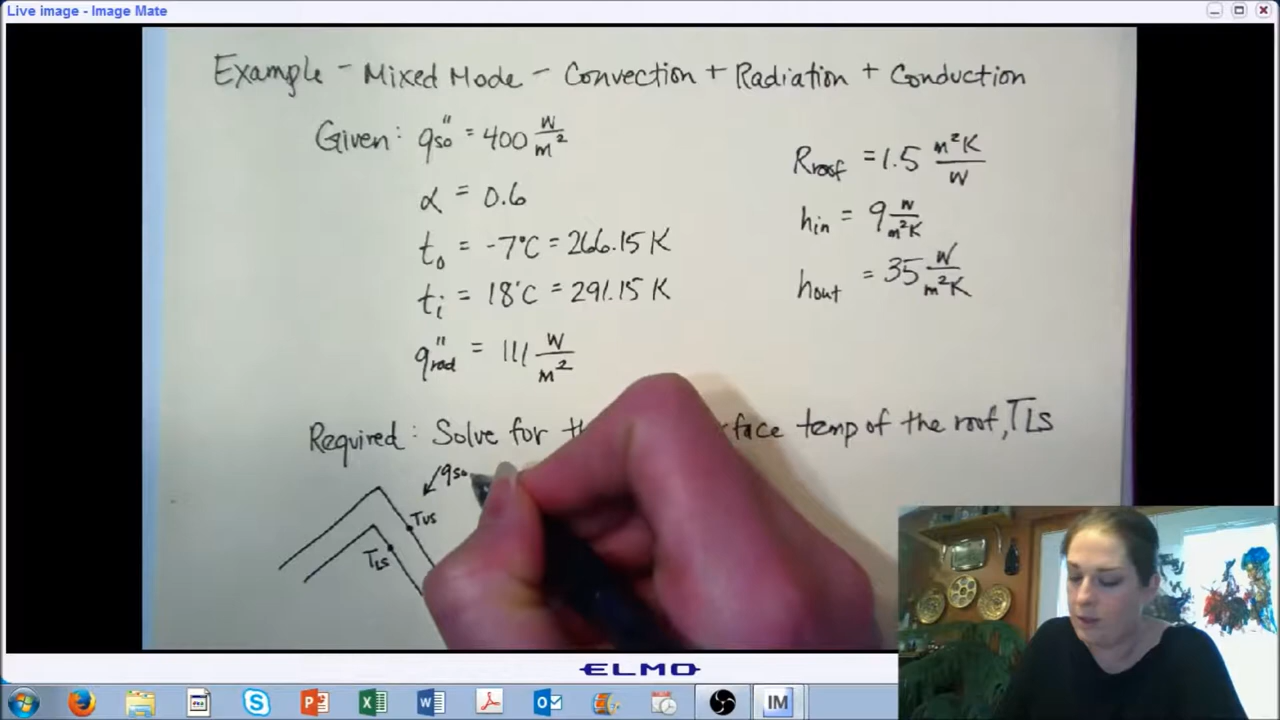 Live image - Image Mate
Example - Mixed Mode - Convection + Radiation + Conduction
Given: q"so = 400 W/m²
α = 0.6
to = -7°C = 266.15 K
ti = 18°C = 291.15 K
q"rad = 111 W/m²
Rroof = 1.5 m²K/W
hin = 9 W/m²K
hout = 35 W/m²K
Required: Solve for face temp of the roof, TLS
qso
TUS
TLS
ELMO
IM